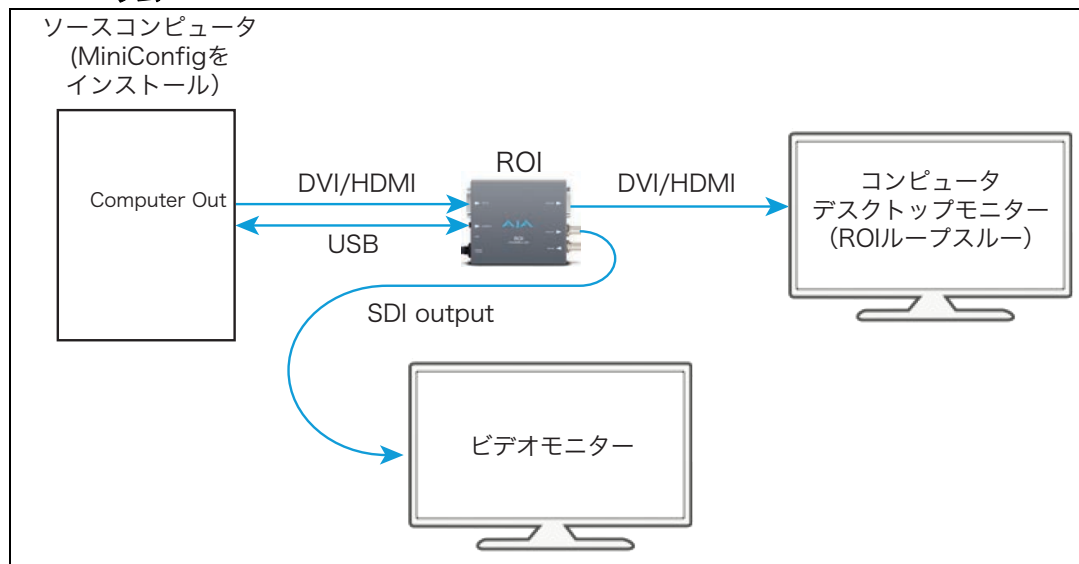 ソースコンピュータ
(MiniConfigを
インストール）
Computer Out
DVI/HDMI
USB
ROI
AJA
ROI
DVI/HDMI
SDI output
コンピュータ
デスクトップモニター
（ROIループスルー）
ビデオモニター